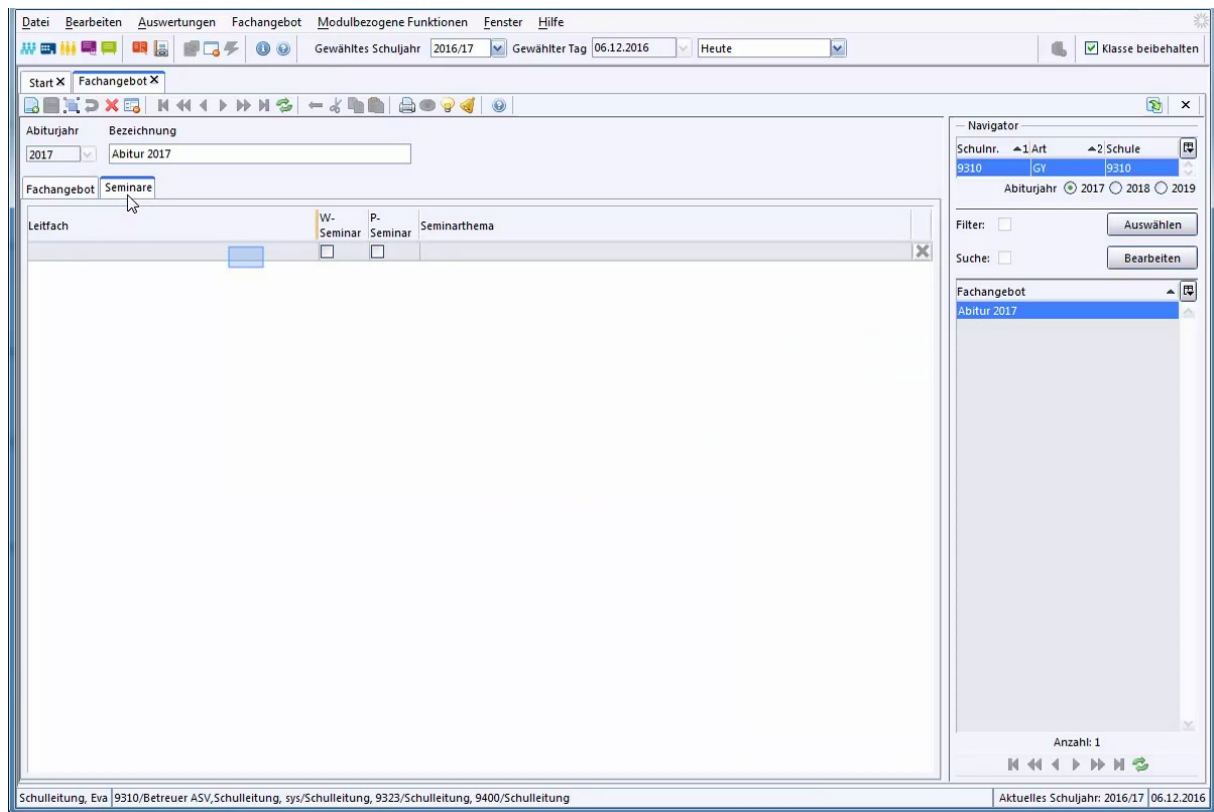 Datei Bearbeiten Auswertungen Fachangebot Modulbezogene Funktionen Fenster Hilfe
Gewähltes Schuljahr 2016/17 Gewählter Tag 06.12.2016 Heute Klasse beibehalten
Start Fachangebot
Abiturjahr Bezeichnung
2017 Abitur 2017
Fachangebot Seminare
Leitfach W-Seminar P-Seminar Seminarthema
Navigator
Schulnr. 1 Art 2 Schule
9310 GY 9310
Abiturjahr 2017 2018 2019
Filter: Auswählen
Suche: Bearbeiten
Fachangebot
Abitur 2017
Anzahl: 1
Schulleitung, Eva 9310/Betreuer ASV,Schulleitung, sys/Schulleitung, 9323/Schulleitung, 9400/Schulleitung Aktuelles Schuljahr: 2016/17 06.12.2016